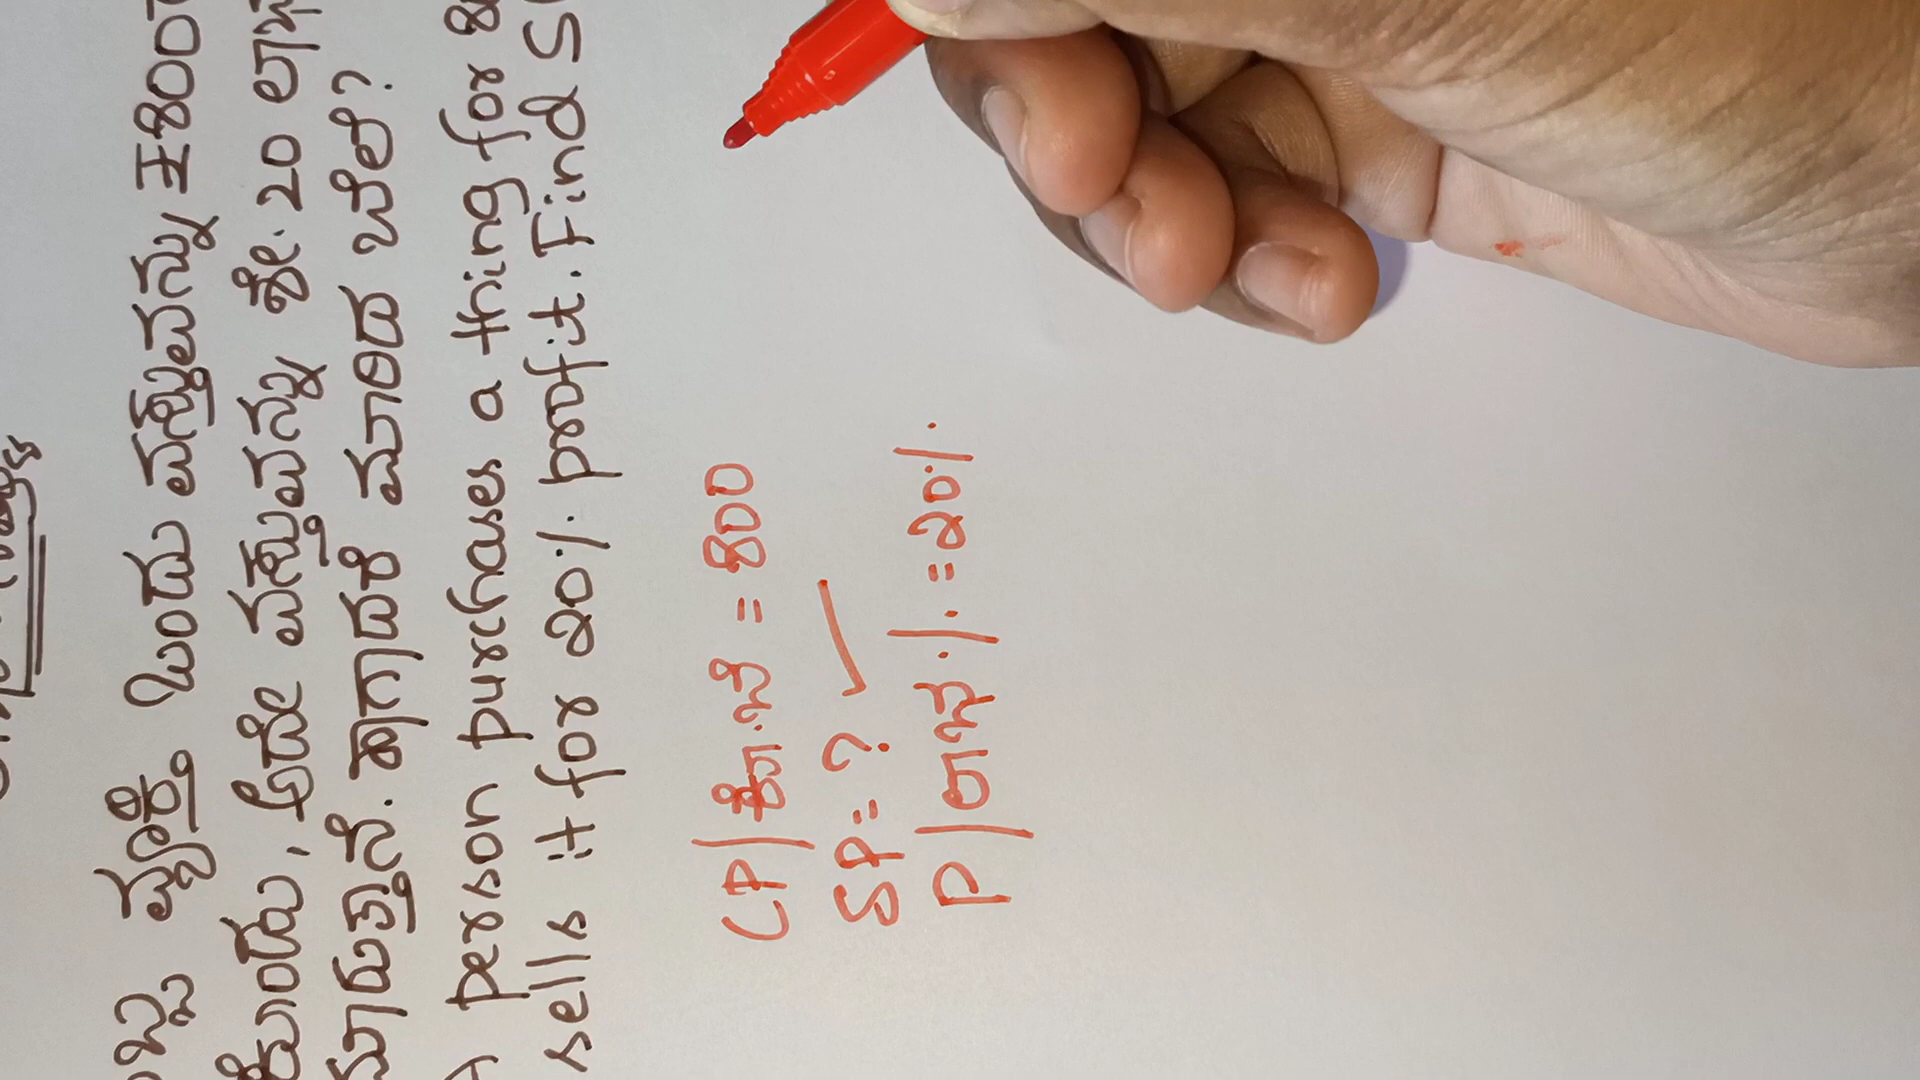 ಒಬ್ಬ ವ್ಯಕ್ತಿ ಒಂದು ವಸ್ತುವನ್ನು ₹800
ಕೊಂಡು, ಅದೇ ವಸ್ತುವನ್ನು ಶೇ. 20 ಲಾಭ
ಮಾರುತ್ತಾನೆ. ಹಾಗಾದರೆ ಮಾರಿದ ಬೆಲೆ?
A person purchases a thing for
sells it for 20% profit. Find
CP/ಕೊ.ಬೆ = 800
SP = ?
P/ಲಾಭ% = 20%